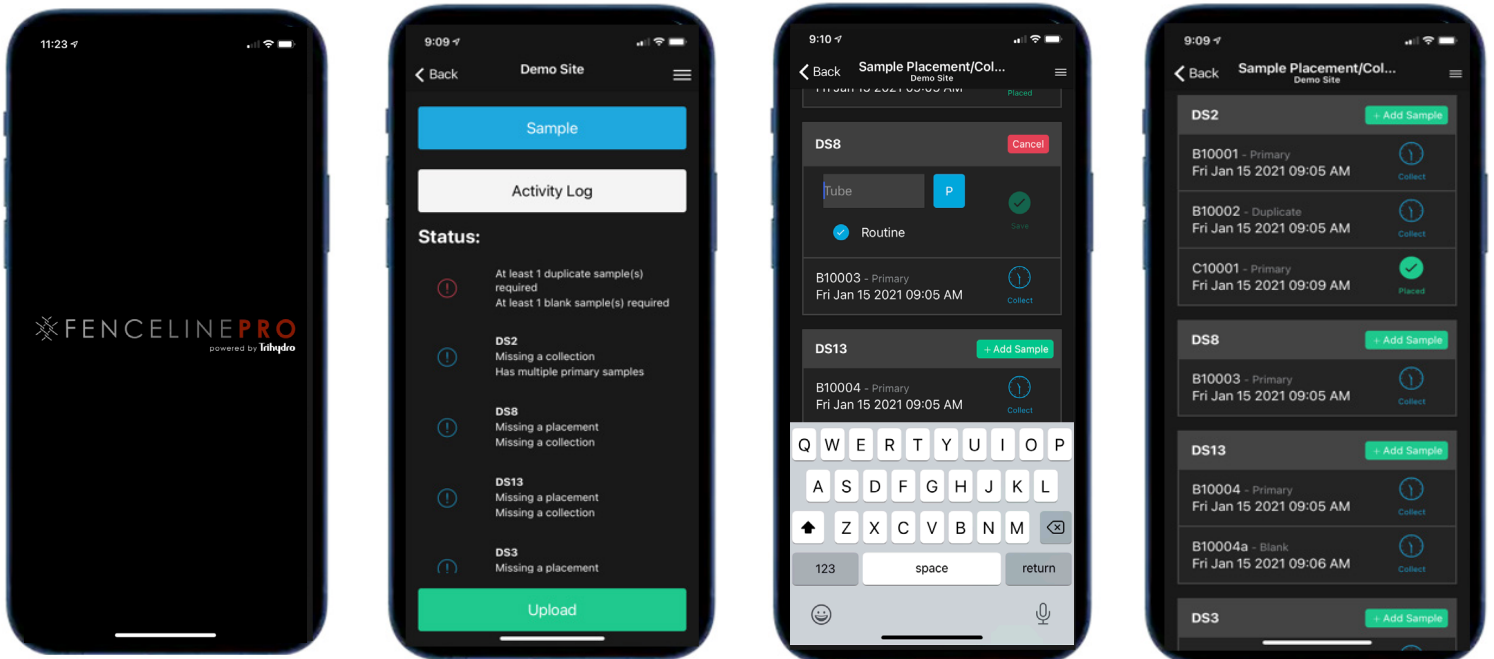 11:23
FENCELINEPRO
powered by Trihydro
9:09
Back
Demo Site
Sample
Activity Log
Status:
At least 1 duplicate sample(s)
required
At least 1 blank sample(s) required
DS2
Missing a collection
Has multiple primary samples
DS8
Missing a placement
Missing a collection
DS13
Missing a placement
Missing a collection
DS3
Missing a placement
Upload
9:10
Back
Sample Placement/Col...
Demo Site
Fri Jan 15 2021 09:05 AM
Placed
DS8
Cancel
Tube
P
Save
Routine
B10003 - Primary
Fri Jan 15 2021 09:05 AM
Collect
DS13
+ Add Sample
B10004 - Primary
Fri Jan 15 2021 09:05 AM
Collect
Q W E R T Y U I O P
A S D F G H J K L
Z X C V B N M
123 space return
9:09
Back
Sample Placement/Col...
Demo Site
DS2
+ Add Sample
B10001 - Primary
Fri Jan 15 2021 09:05 AM
Collect
B10002 - Duplicate
Fri Jan 15 2021 09:05 AM
Collect
C10001 - Primary
Fri Jan 15 2021 09:09 AM
Placed
DS8
+ Add Sample
B10003 - Primary
Fri Jan 15 2021 09:05 AM
Collect
DS13
+ Add Sample
B10004 - Primary
Fri Jan 15 2021 09:05 AM
Collect
B10004a - Blank
Fri Jan 15 2021 09:06 AM
Collect
DS3
+ Add Sample